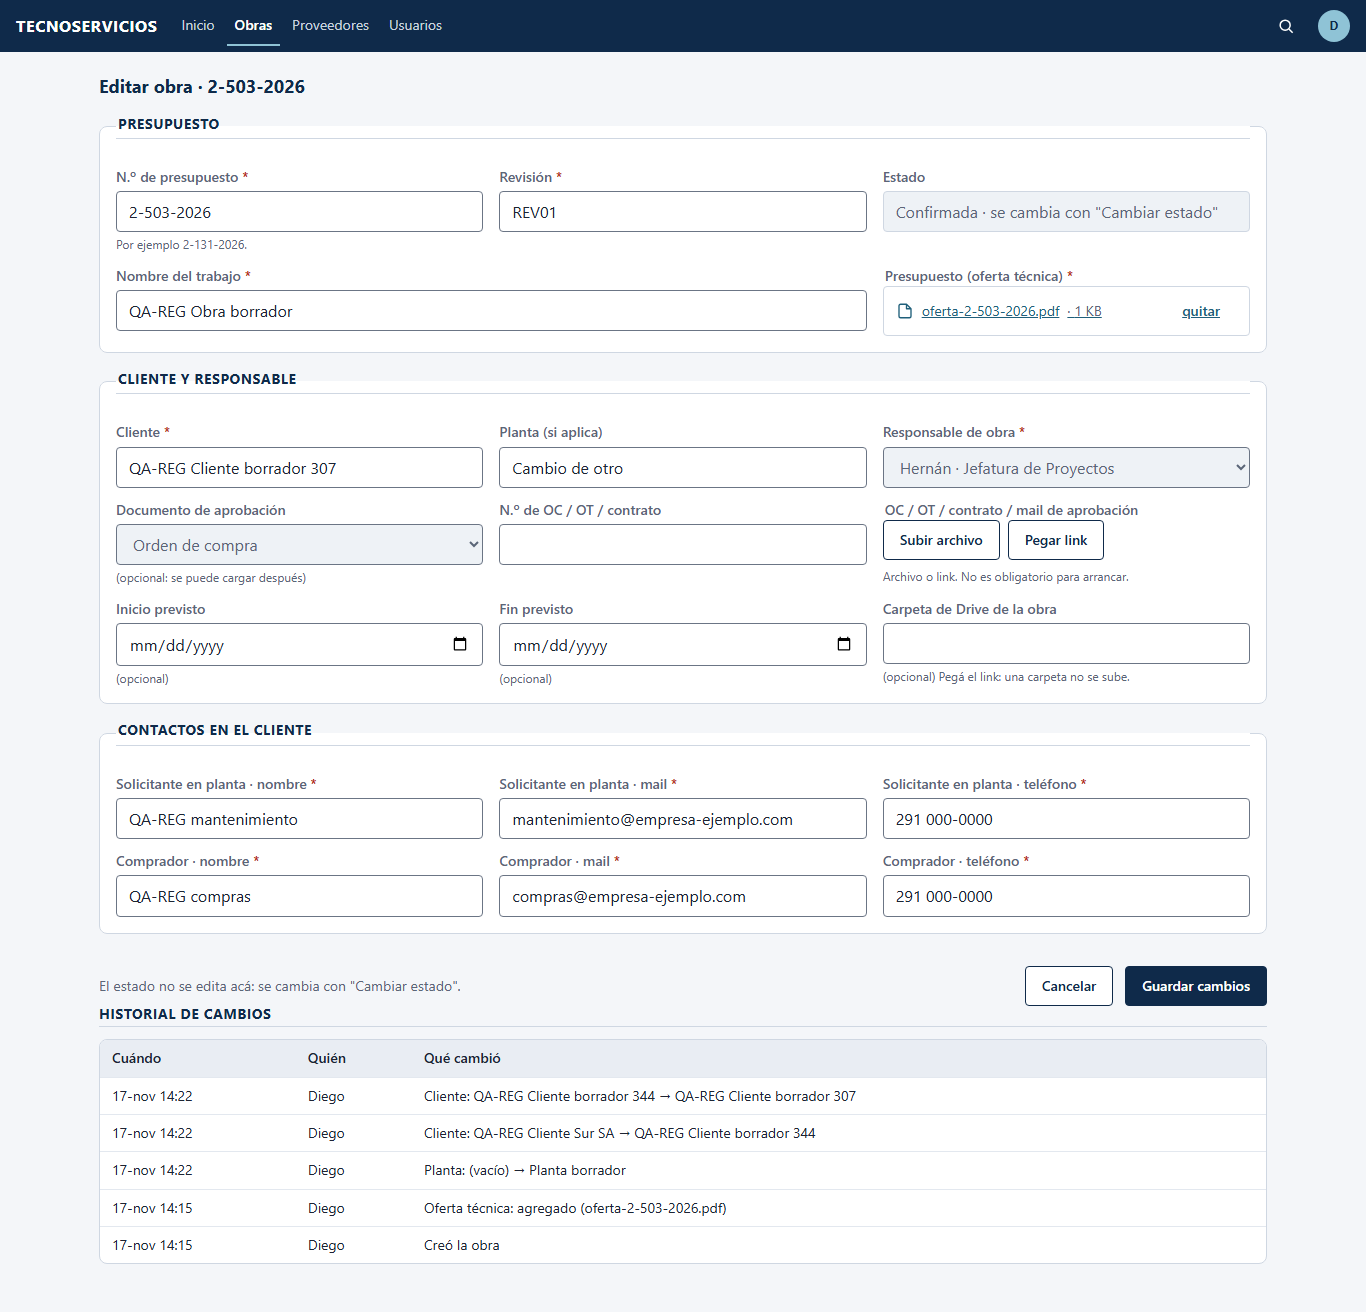 TECNOSERVICIOS Inicio Obras Proveedores Usuarios D
Editar obra · 2-503-2026
PRESUPUESTO
N.º de presupuesto * Revisión * Estado
2-503-2026 REV01 Confirmada · se cambia con "Cambiar estado"
Por ejemplo 2-131-2026.
Nombre del trabajo * Presupuesto (oferta técnica) *
QA-REG Obra borrador oferta-2-503-2026.pdf · 1 KB quitar
CLIENTE Y RESPONSABLE
Cliente * Planta (si aplica) Responsable de obra *
QA-REG Cliente borrador 307 Cambio de otro Hernán · Jefatura de Proyectos
Documento de aprobación N.º de OC / OT / contrato OC / OT / contrato / mail de aprobación
Orden de compra Subir archivo Pegar link
(opcional: se puede cargar después) Archivo o link. No es obligatorio para arrancar.
Inicio previsto Fin previsto Carpeta de Drive de la obra
mm/dd/yyyy mm/dd/yyyy
(opcional) (opcional) (opcional) Pegá el link: una carpeta no se sube.
CONTACTOS EN EL CLIENTE
Solicitante en planta · nombre * Solicitante en planta · mail * Solicitante en planta · teléfono *
QA-REG mantenimiento mantenimiento@empresa-ejemplo.com 291 000-0000
Comprador · nombre * Comprador · mail * Comprador · teléfono *
QA-REG compras compras@empresa-ejemplo.com 291 000-0000
El estado no se edita acá: se cambia con "Cambiar estado". Cancelar Guardar cambios
HISTORIAL DE CAMBIOS
Cuándo Quién Qué cambió
17-nov 14:22 Diego Cliente: QA-REG Cliente borrador 344 → QA-REG Cliente borrador 307
17-nov 14:22 Diego Cliente: QA-REG Cliente Sur SA → QA-REG Cliente borrador 344
17-nov 14:22 Diego Planta: (vacío) → Planta borrador
17-nov 14:15 Diego Oferta técnica: agregado (oferta-2-503-2026.pdf)
17-nov 14:15 Diego Creó la obra